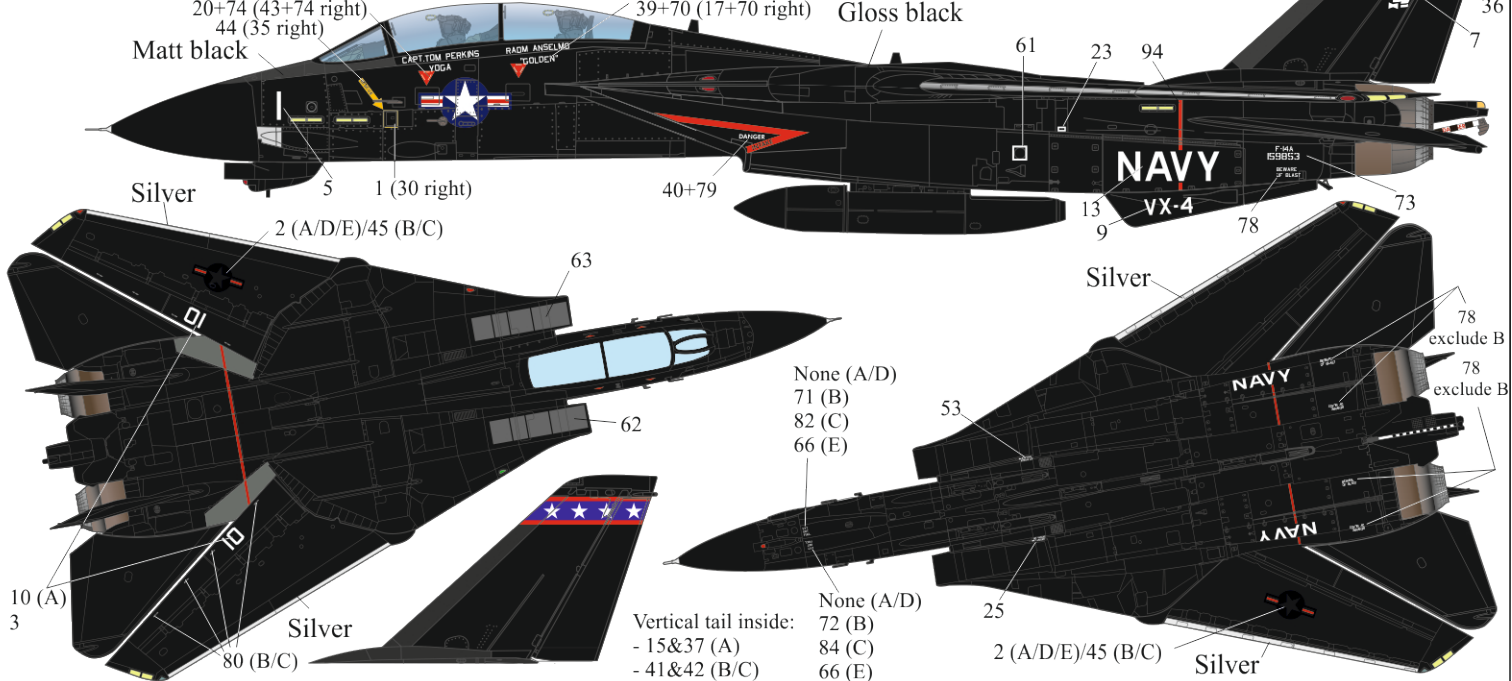 20+74 (43+74 right)
44 (35 right)
39+70 (17+70 right)
Gloss black
36
7
Matt black
CAPT.TOM PERKINS
YOGA
RADM ANSELMO
"GOLDEN"
61
23
94
DANGER
NAVY
VX-4
F-14A
159853
BEWARE
OF BLAST
5
1 (30 right)
40+79
13
9
78
73
Silver
2 (A/D/E)/45 (B/C)
63
01
62
01
10 (A)
3
80 (B/C)
Silver
Vertical tail inside:
- 15&37 (A)
- 41&42 (B/C)
None (A/D)
71 (B)
82 (C)
66 (E)
None (A/D)
72 (B)
84 (C)
66 (E)
53
25
Silver
78
exclude B
78
exclude B
NAVY
NAVY
2 (A/D/E)/45 (B/C)
Silver